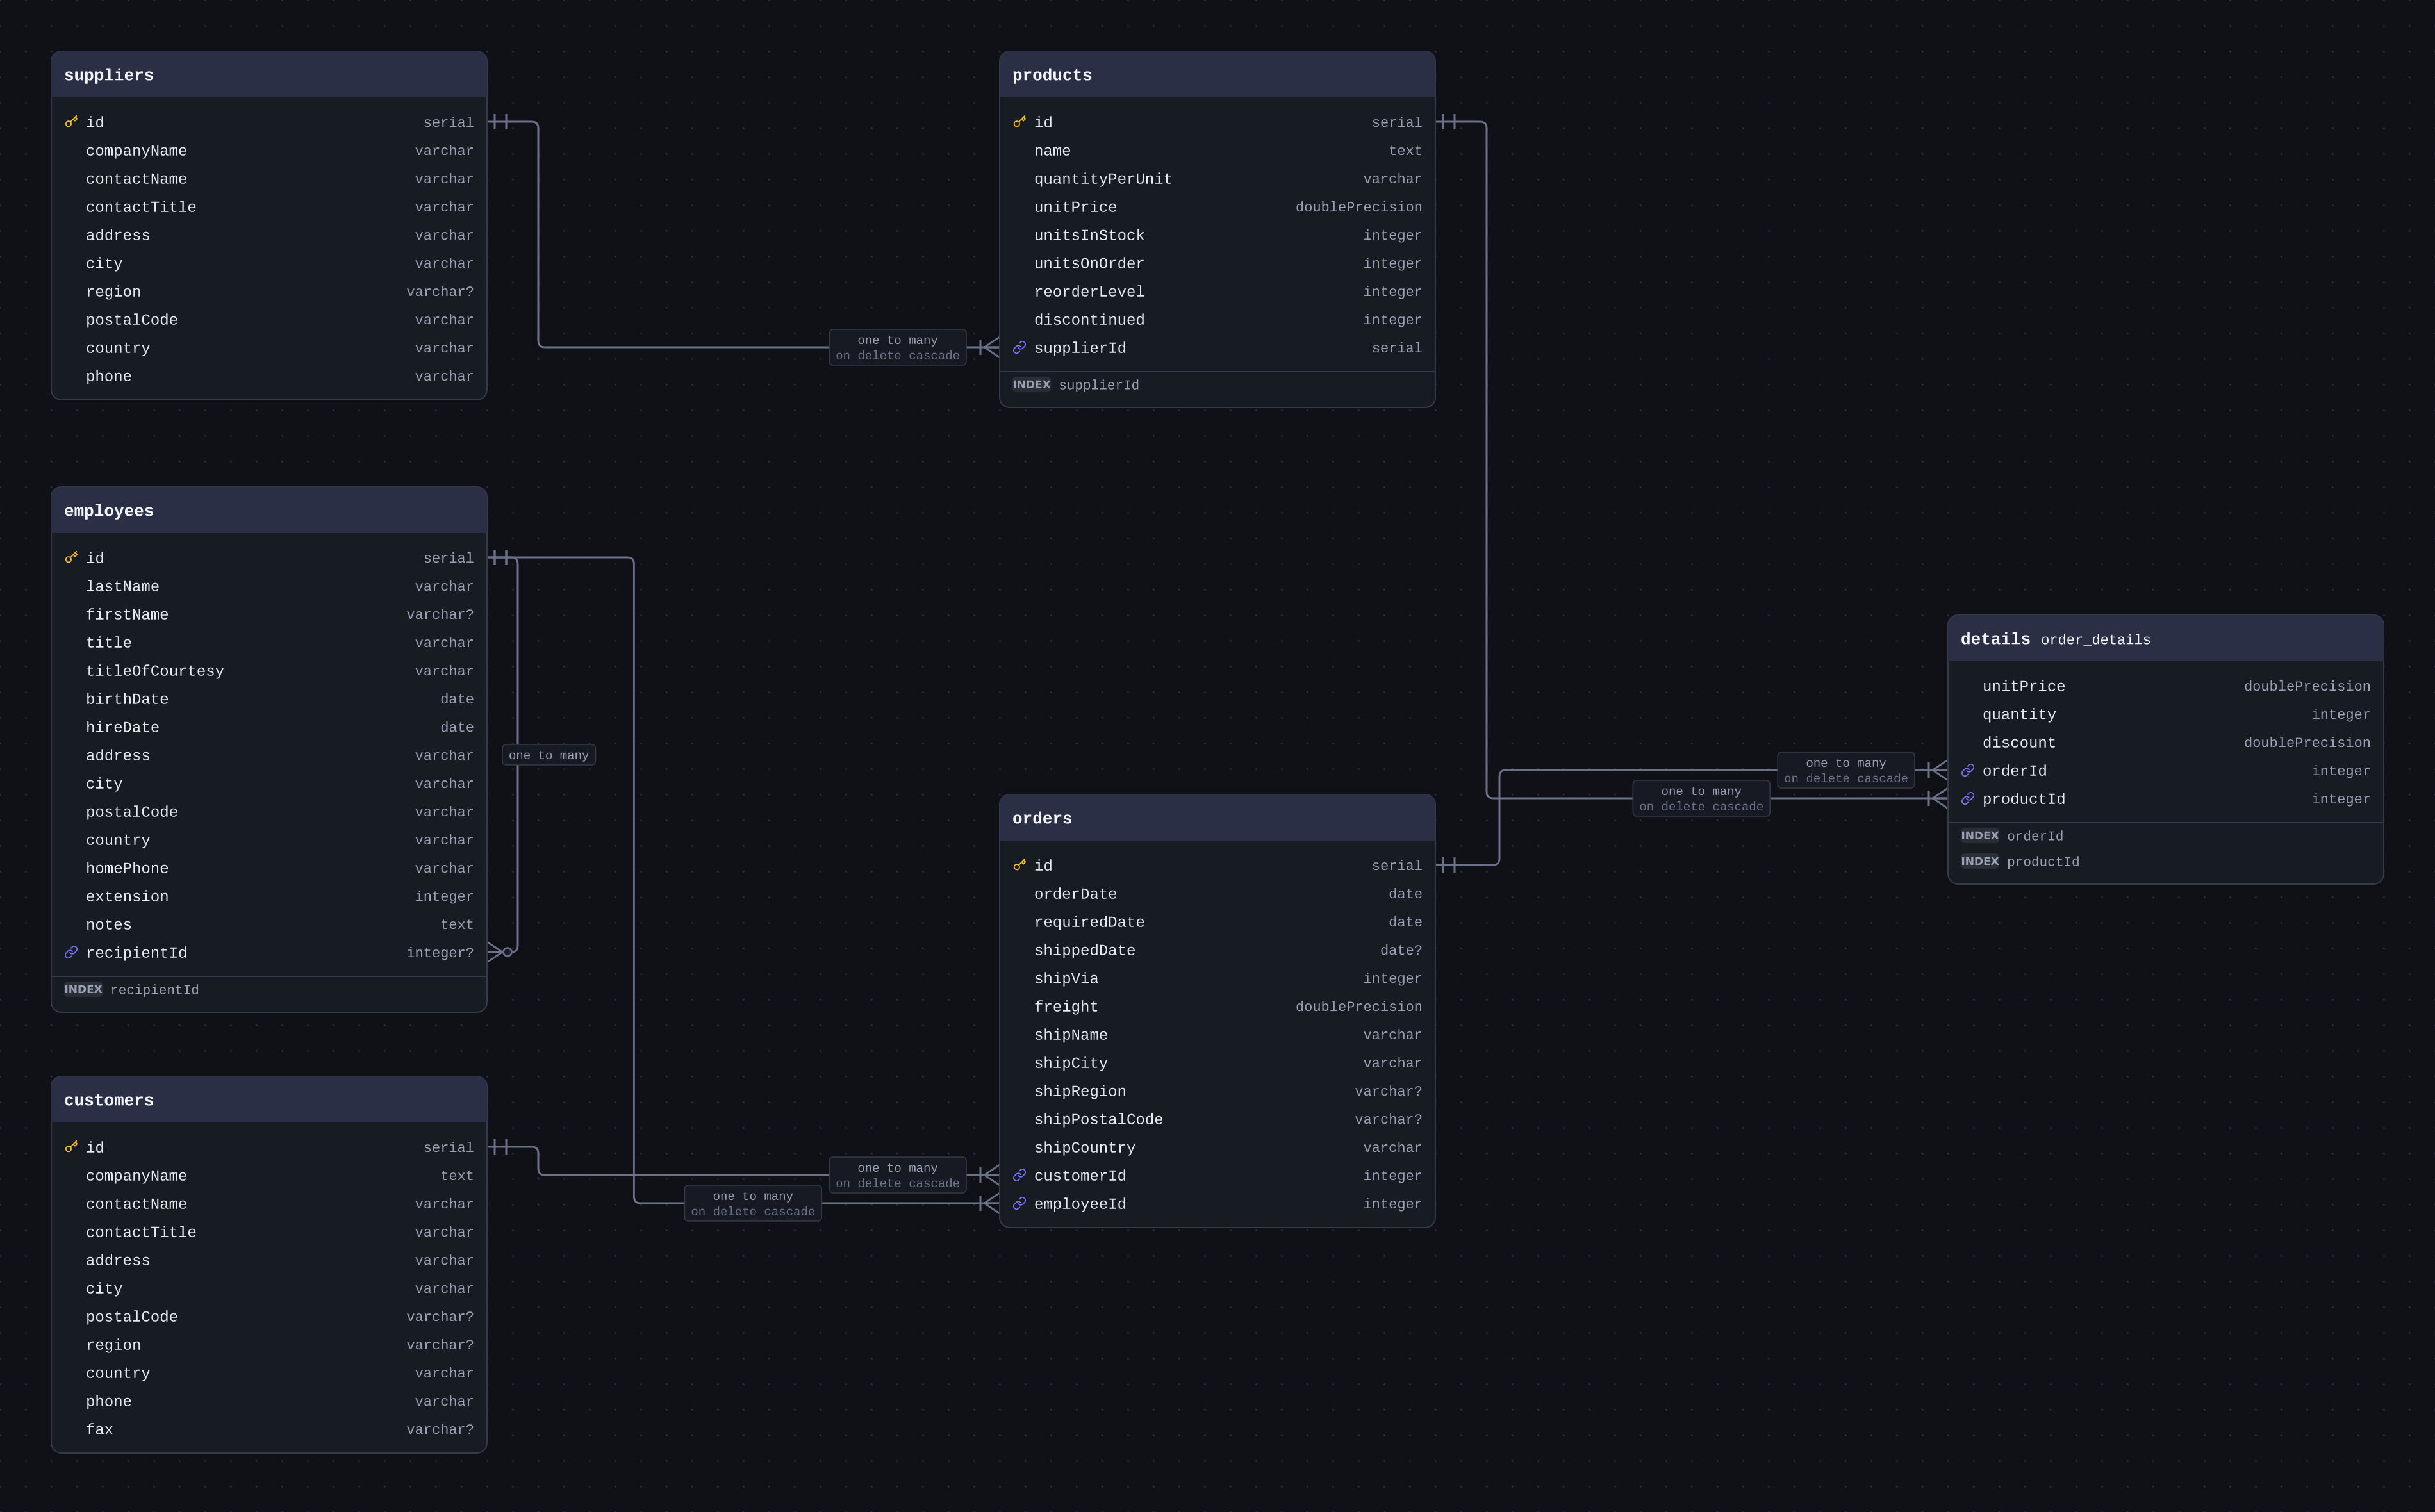 suppliers
id serial
companyName varchar
contactName varchar
contactTitle varchar
address varchar
city varchar
region varchar?
postalCode varchar
country varchar
phone varchar
one to many
on delete cascade
products
id serial
name text
quantityPerUnit varchar
unitPrice doublePrecision
unitsInStock integer
unitsOnOrder integer
reorderLevel integer
discontinued integer
supplierId serial
INDEX supplierId
employees
id serial
lastName varchar
firstName varchar?
title varchar
titleOfCourtesy varchar
birthDate date
hireDate date
address varchar
city varchar
postalCode varchar
country varchar
homePhone varchar
extension integer
notes text
recipientId integer?
INDEX recipientId
one to many
details order_details
unitPrice doublePrecision
quantity integer
discount doublePrecision
orderId integer
productId integer
INDEX orderId
INDEX productId
one to many
on delete cascade
one to many
on delete cascade
orders
id serial
orderDate date
requiredDate date
shippedDate date?
shipVia integer
freight doublePrecision
shipName varchar
shipCity varchar
shipRegion varchar?
shipPostalCode varchar?
shipCountry varchar
customerId integer
employeeId integer
one to many
on delete cascade
one to many
on delete cascade
customers
id serial
companyName text
contactName varchar
contactTitle varchar
address varchar
city varchar
postalCode varchar?
region varchar?
country varchar
phone varchar
fax varchar?